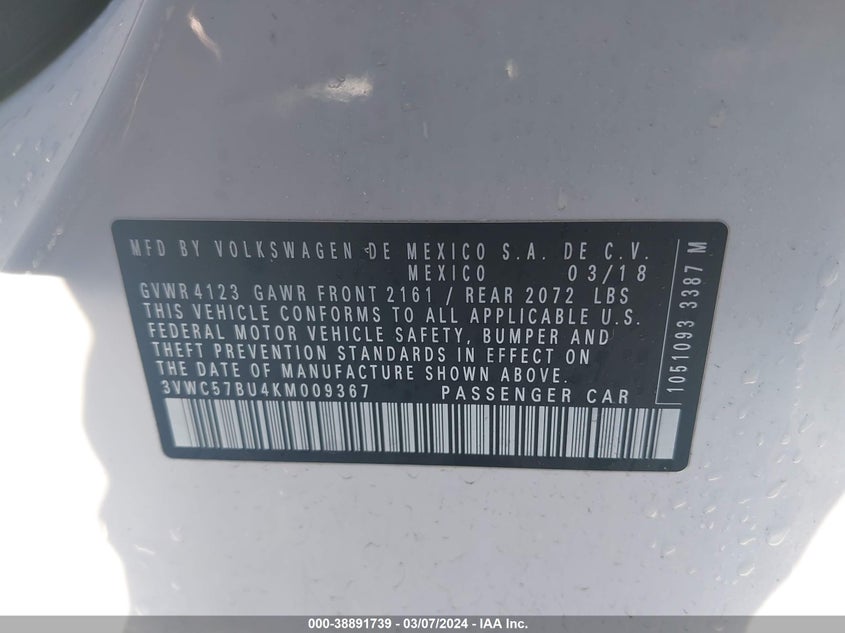 MFD BY VOLKSWAGEN DE MEXICO S.A. DE C.V.
MEXICO 03/18
GVWR 4123 GAWR FRONT 2161 / REAR 2072 LBS
THIS VEHICLE CONFORMS TO ALL APPLICABLE U.S.
FEDERAL MOTOR VEHICLE SAFETY, BUMPER AND
THEFT PREVENTION STANDARDS IN EFFECT ON
THE DATE OF MANUFACTURE SHOWN ABOVE.
3VWC57BU4KM009367 PASSENGER CAR
1051093 3387 M
000-38891739 - 03/07/2024 - IAA Inc.